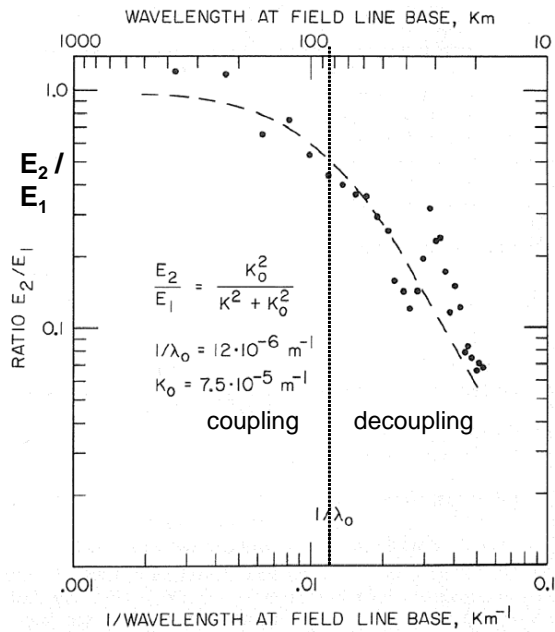 WAVELENGTH AT FIELD LINE BASE, Km
1000 100 10
1.0
E2 /
E1
RATIO E2/E1
E2/E1 = K0^2/(K^2 + K0^2)
0.1
1/λ0 = 12·10^-6 m^-1
K0 = 7.5·10^-5 m^-1
coupling decoupling
1/λ0
.001 .01 0.1
1/WAVELENGTH AT FIELD LINE BASE, Km^-1